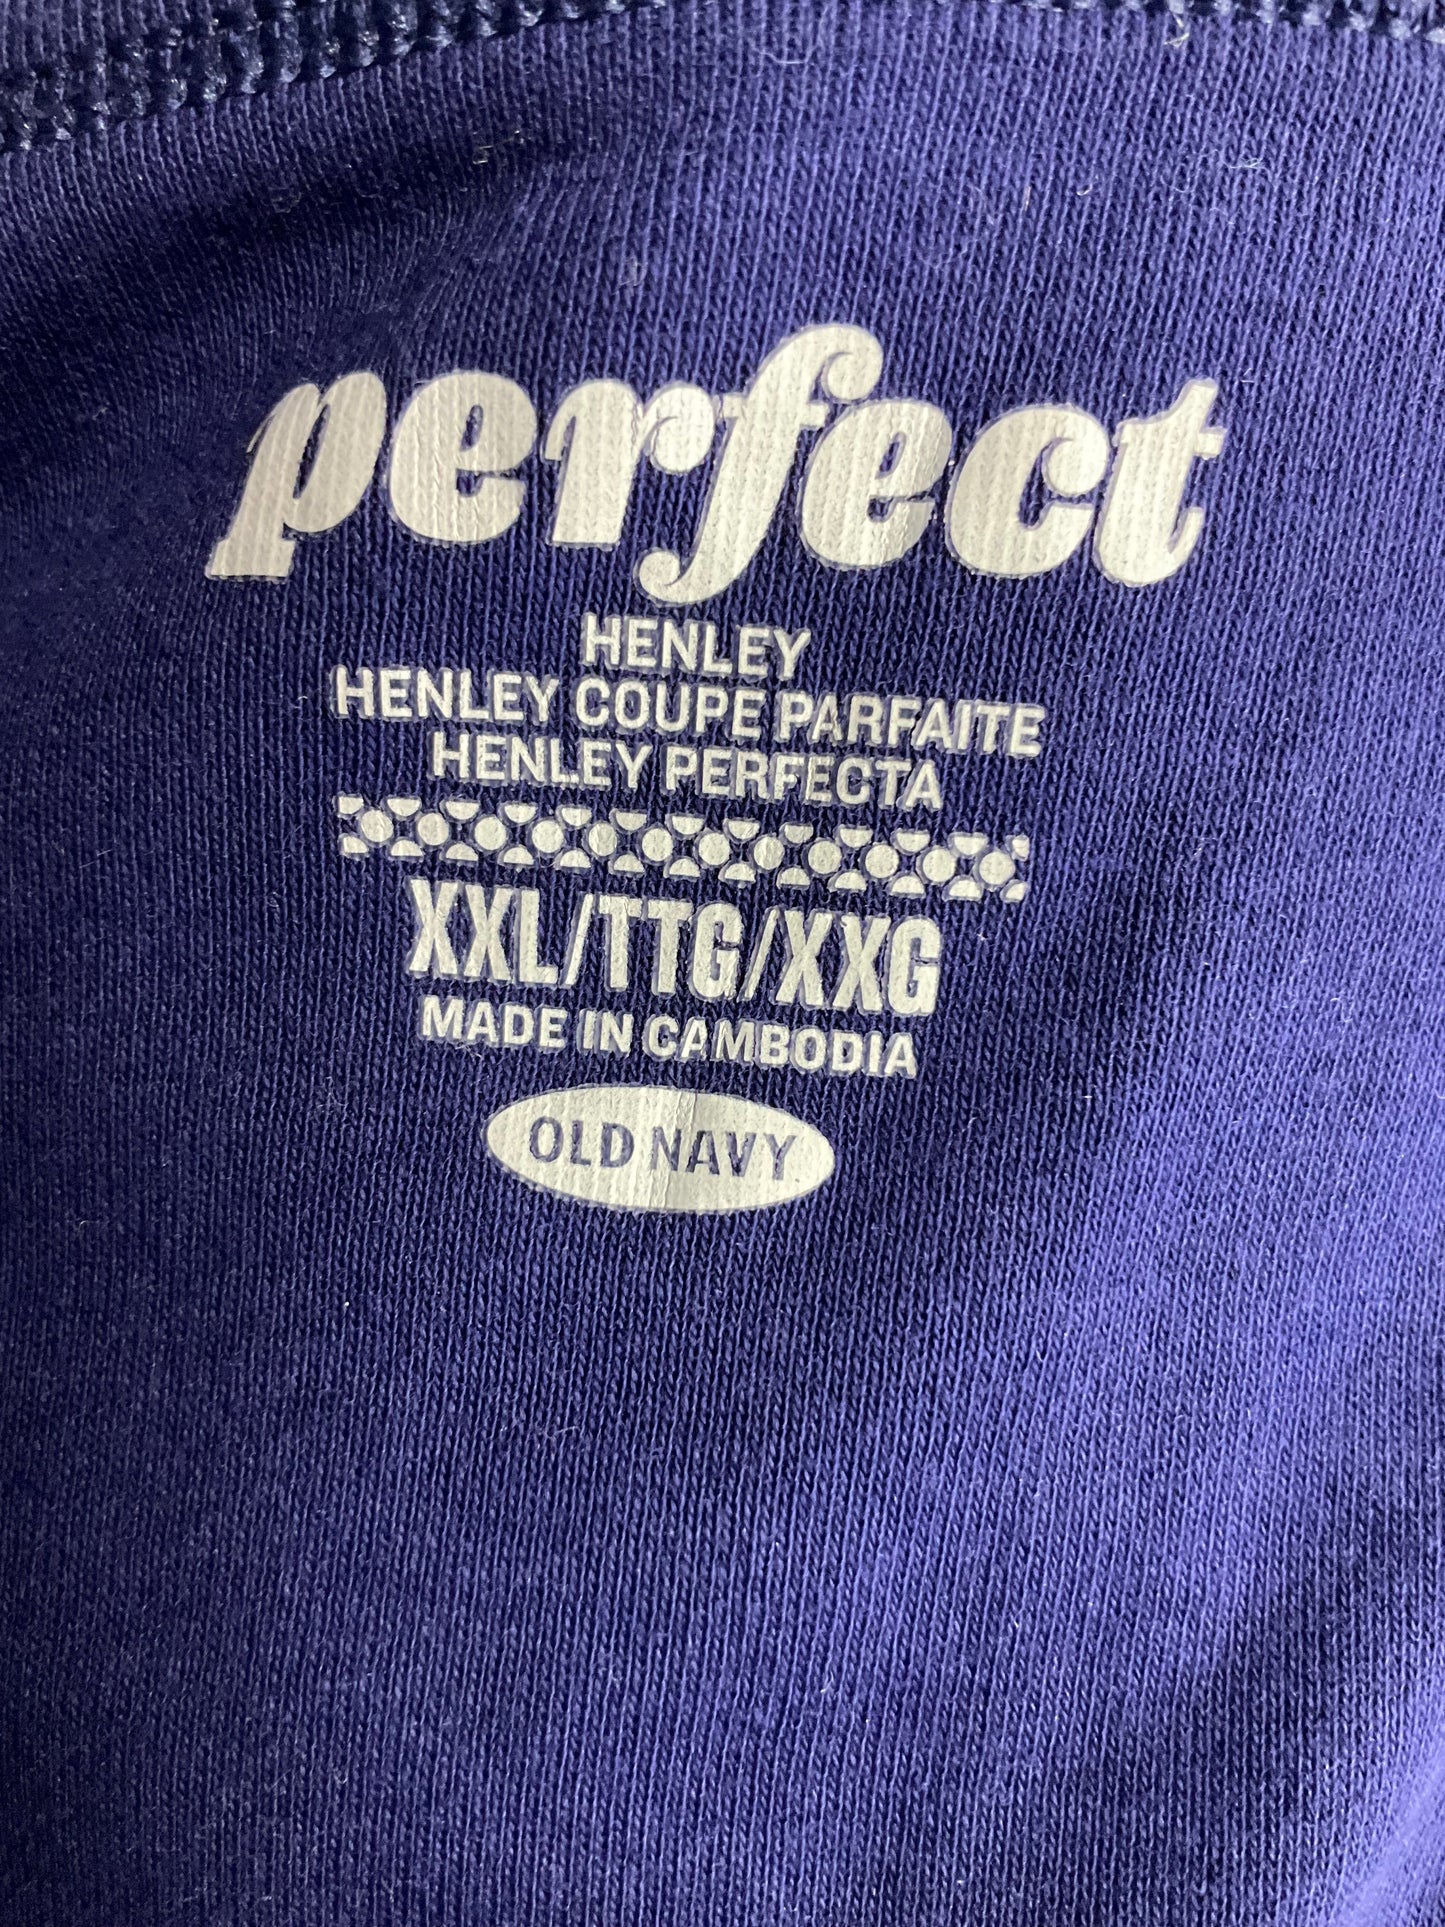 perfect
HENLEY
HENLEY COUPE PARFAITE
HENLEY PERFECTA
XXL/TTG/XXG
MADE IN CAMBODIA
OLD NAVY